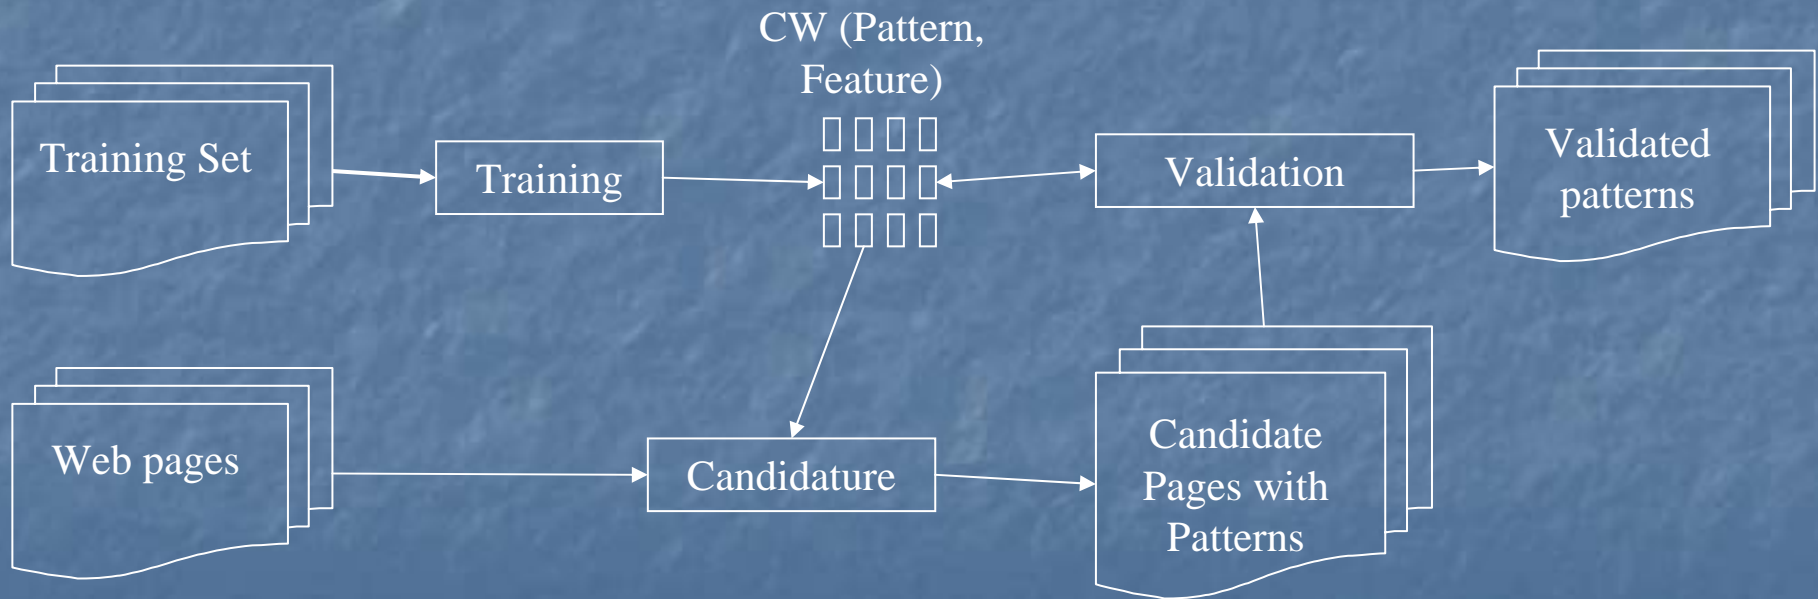 CW (Pattern,
Feature)
Training Set
Training
Validation
Validated
patterns
Web pages
Candidature
Candidate
Pages with
Patterns